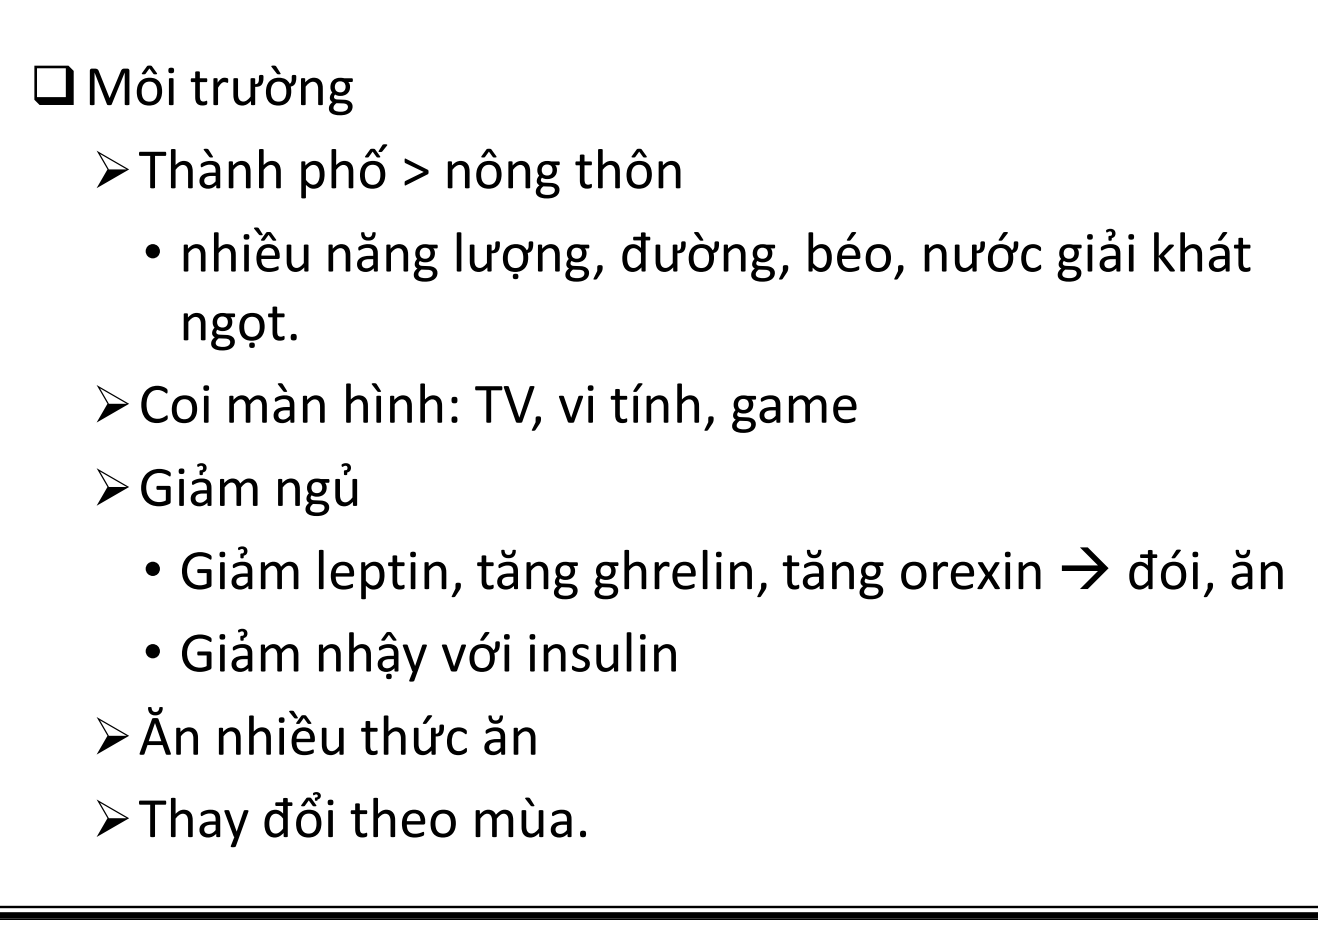 ❑ Môi trường
➢ Thành phố > nông thôn
• nhiều năng lượng, đường, béo, nước giải khát
ngọt.
➢ Coi màn hình: TV, vi tính, game
➢ Giảm ngủ
• Giảm leptin, tăng ghrelin, tăng orexin → đói, ăn
• Giảm nhậy với insulin
➢ Ăn nhiều thức ăn
➢ Thay đổi theo mùa.